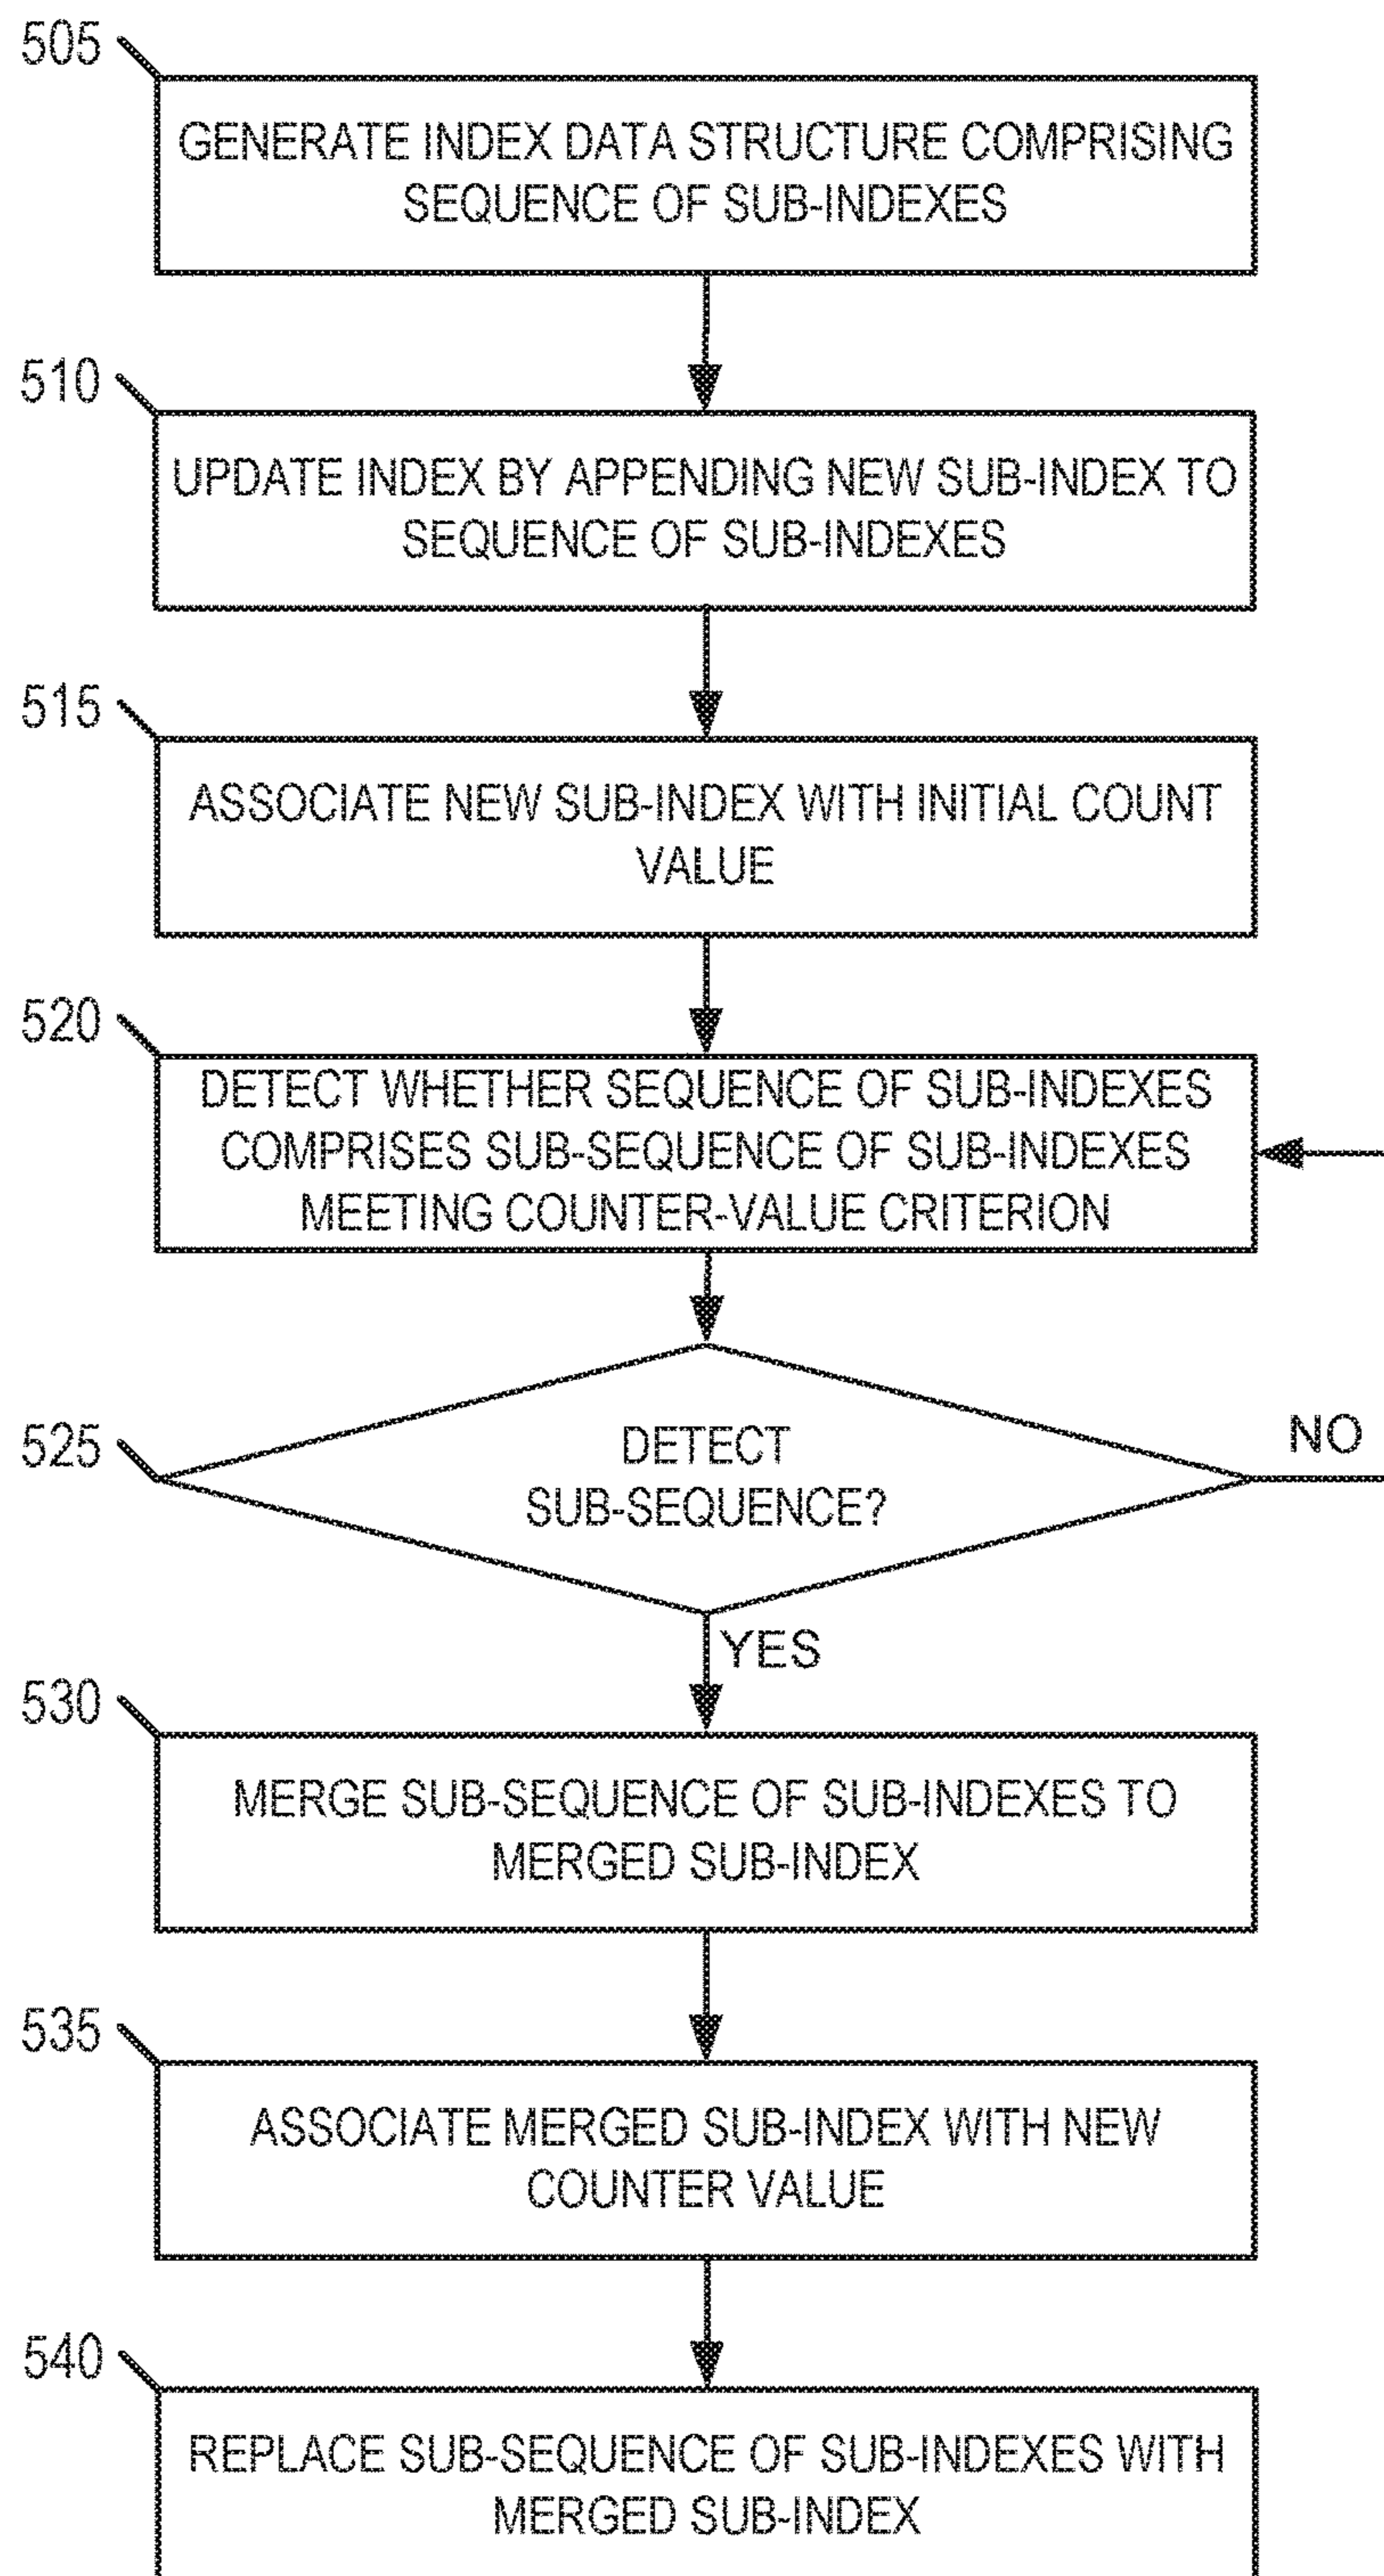 505
GENERATE INDEX DATA STRUCTURE COMPRISING
SEQUENCE OF SUB-INDEXES
510
UPDATE INDEX BY APPENDING NEW SUB-INDEX TO
SEQUENCE OF SUB-INDEXES
515
ASSOCIATE NEW SUB-INDEX WITH INITIAL COUNT
VALUE
520
DETECT WHETHER SEQUENCE OF SUB-INDEXES
COMPRISES SUB-SEQUENCE OF SUB-INDEXES
MEETING COUNTER-VALUE CRITERION
525
DETECT
SUB-SEQUENCE?
NO
YES
530
MERGE SUB-SEQUENCE OF SUB-INDEXES TO
MERGED SUB-INDEX
535
ASSOCIATE MERGED SUB-INDEX WITH NEW
COUNTER VALUE
540
REPLACE SUB-SEQUENCE OF SUB-INDEXES WITH
MERGED SUB-INDEX